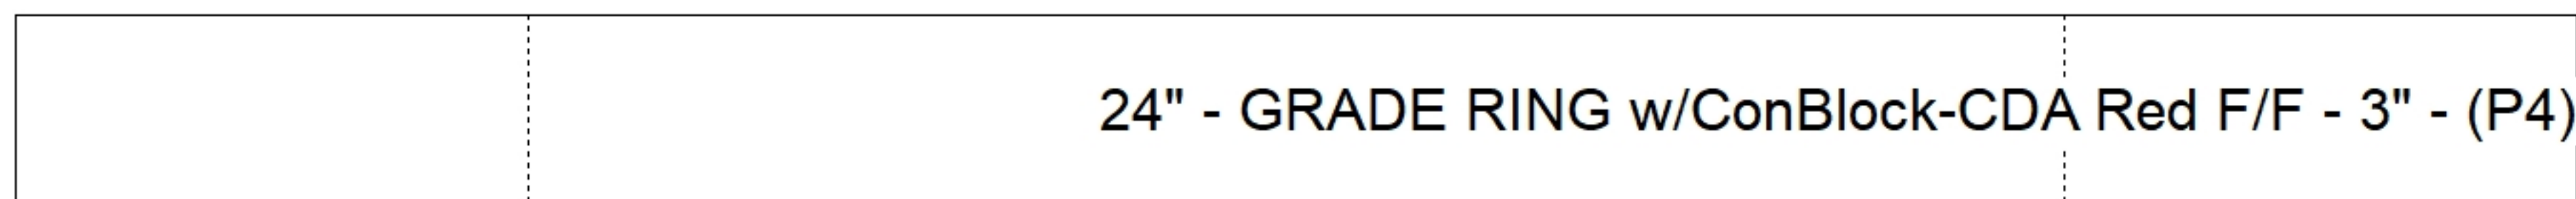 24" - GRADE RING w/ConBlock-CDA Red F/F - 3" - (P4)